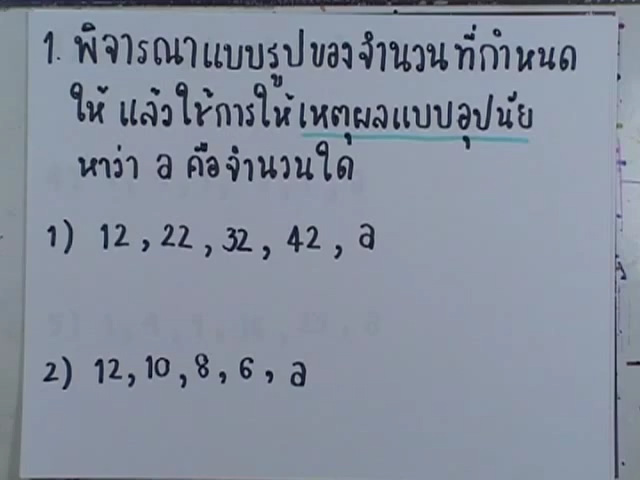 1. พิจารณาแบบรูปของจำนวนที่กำหนด
ให้ แล้วใช้การให้เหตุผลแบบอุปนัย
หาว่า a คือจำนวนใด
1) 12, 22, 32, 42, a
2) 12, 10, 8, 6, a